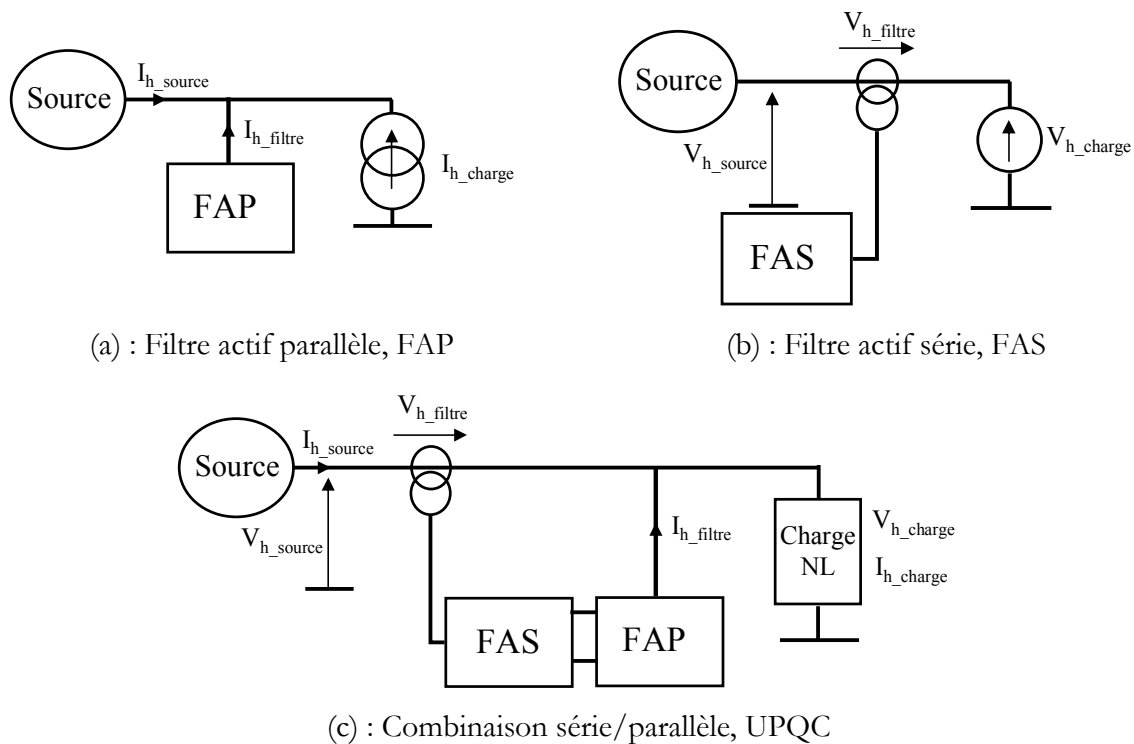 Source
I_h_source
I_h_filtre
FAP
I_h_charge
(a) : Filtre actif parallèle, FAP
V_h_filtre
Source
V_h_source
V_h_charge
FAS
(b) : Filtre actif série, FAS
V_h_filtre
I_h_source
Source
V_h_source
I_h_filtre
Charge
NL
V_h_charge
I_h_charge
FAS
FAP
(c) : Combinaison série/parallèle, UPQC